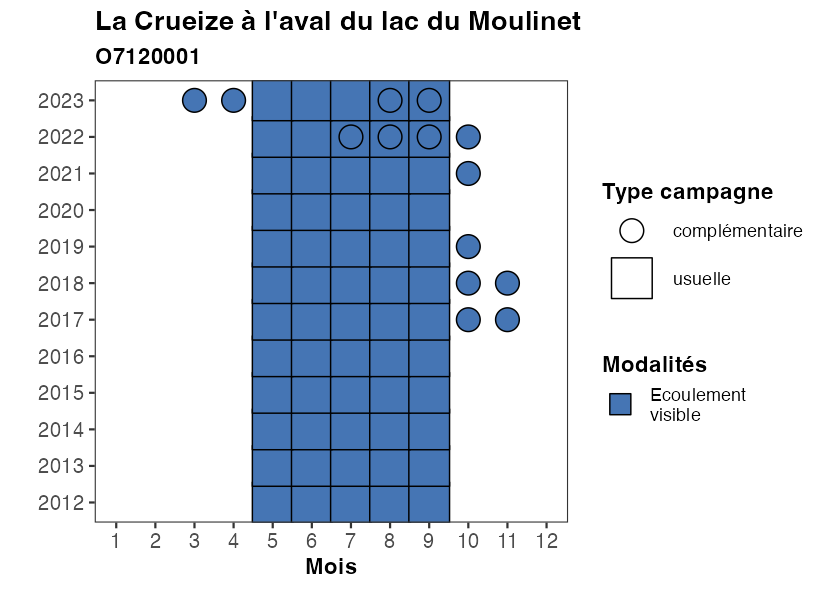 La Crueize à l'aval du lac du Moulinet
O7120001
2023
2022
2021
2020
2019
2018
2017
2016
2015
2014
2013
2012
1 2 3 4 5 6 7 8 9 10 11 12
Mois
Type campagne
complémentaire
usuelle
Modalités
Ecoulement
visible